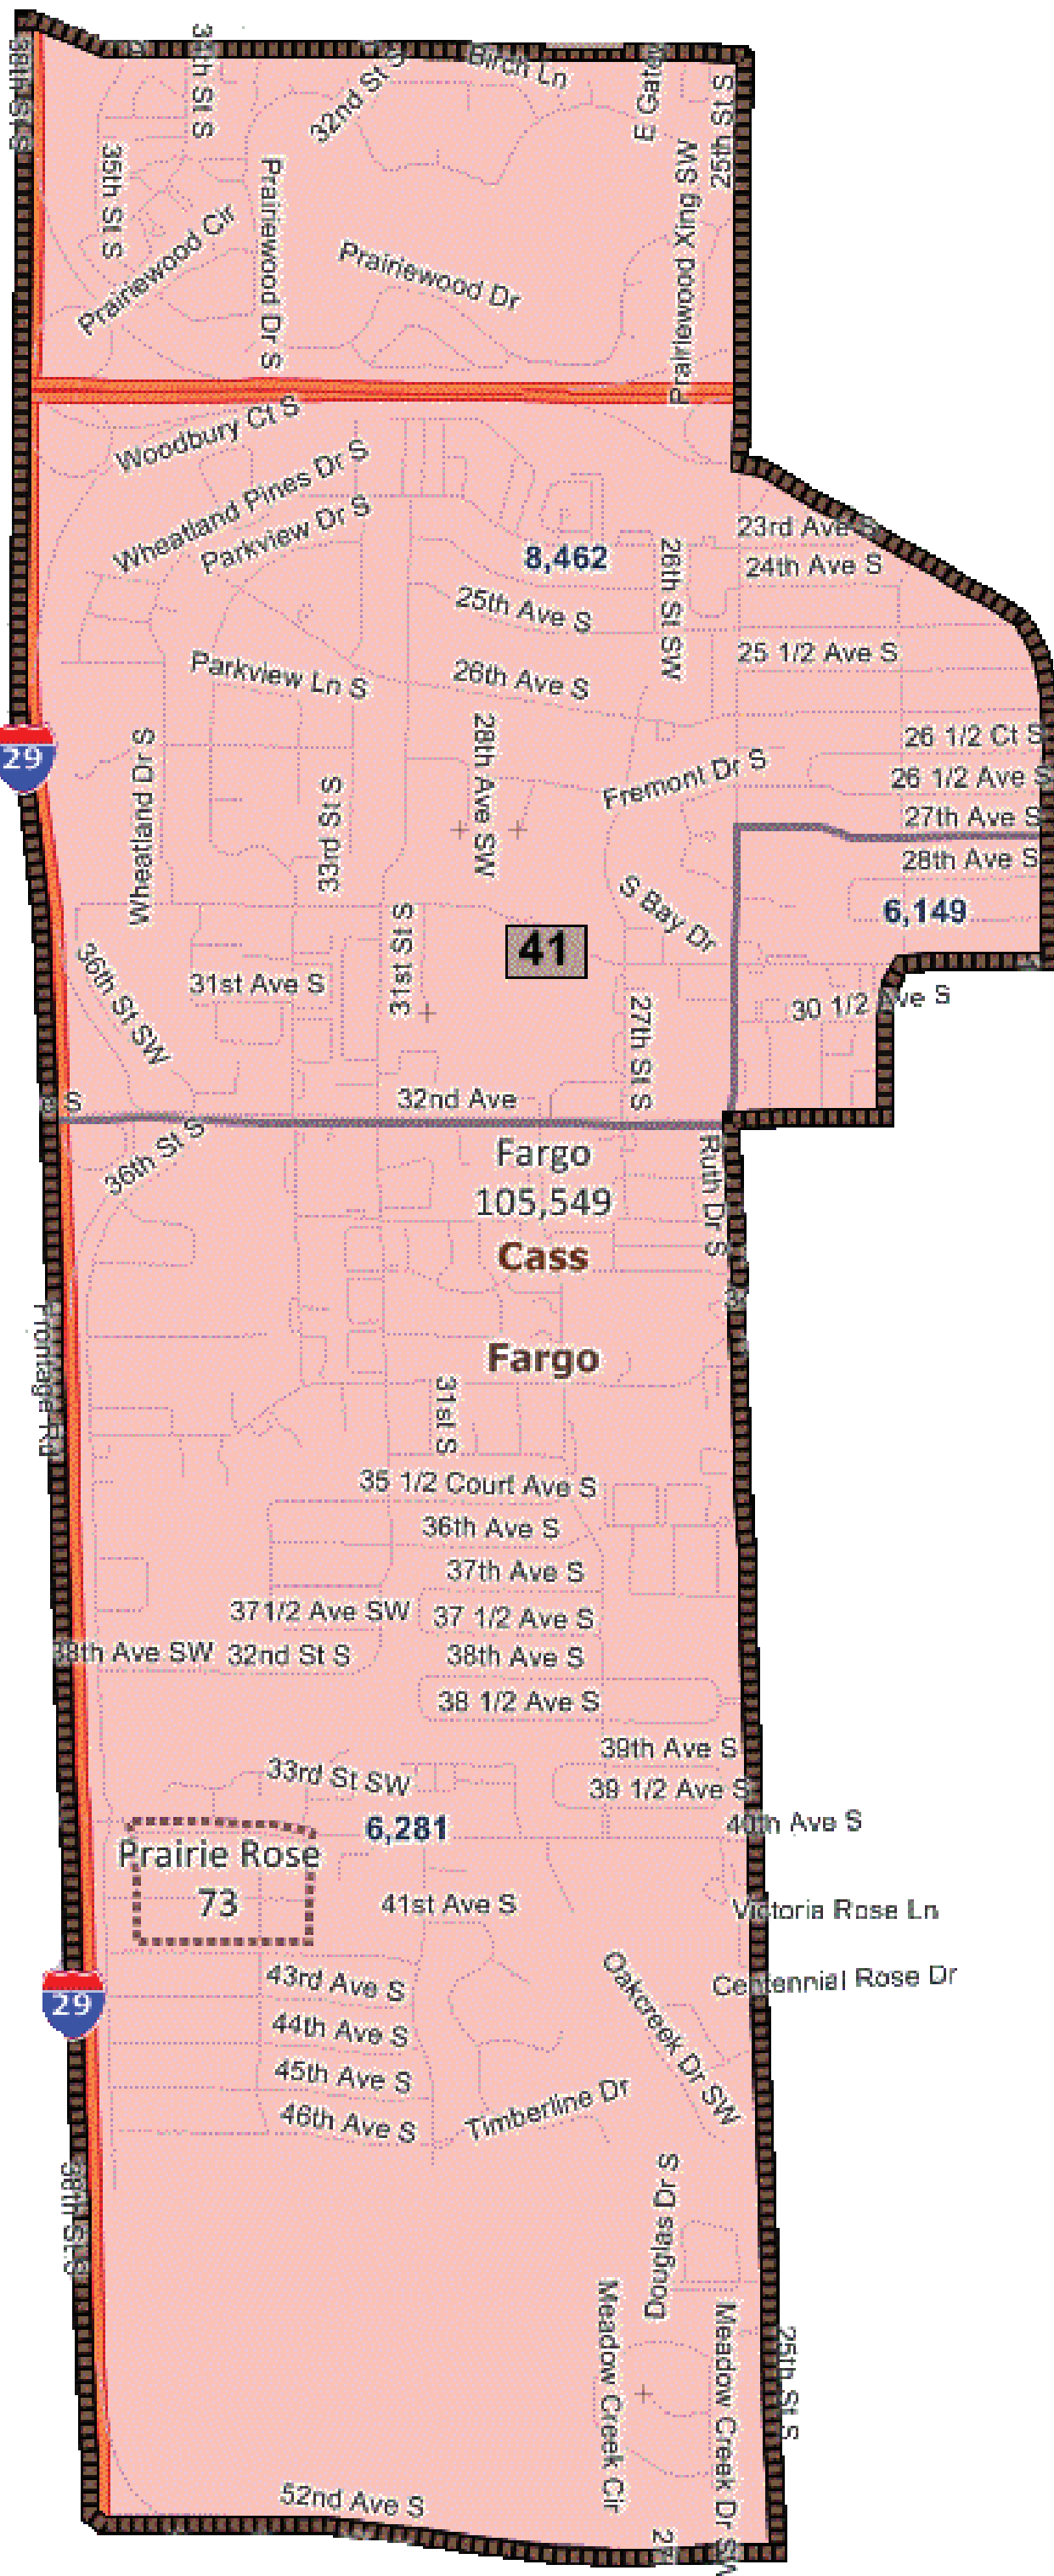 38th St S
34th St S
32nd St S
Birch Ln
E Gate
25th St S
35th St S
Prairiewood Cir
Prairiewood Dr S
Prairiewood Dr
Prairiewood Xing SW
Woodbury Ct S
Wheatland Pines Dr S
Parkview Dr S
8,462
23rd Ave S
24th Ave S
25th Ave S
26th St SW
25 1/2 Ave S
Parkview Ln S
26th Ave S
29
Wheatland Dr S
33rd St S
28th Ave SW
Fremont Dr S
26 1/2 Ct S
26 1/2 Ave S
27th Ave S
28th Ave S
6,149
S Bay Dr
41
36th St SW
31st Ave S
31st St S
27th St S
30 1/2 Ave S
32nd Ave
S
36th St S
Fargo
105,549
Cass
Ruth Dr S
Frontage Rd
Fargo
31st S
35 1/2 Court Ave S
36th Ave S
37th Ave S
371/2 Ave SW
37 1/2 Ave S
38th Ave SW
32nd St S
38th Ave S
38 1/2 Ave S
39th Ave S
33rd St SW
39 1/2 Ave S
6,281
40th Ave S
Prairie Rose
73
41st Ave S
Victoria Rose Ln
Centennial Rose Dr
29
43rd Ave S
44th Ave S
45th Ave S
46th Ave S
Oakcreek Dr SW
Timberline Dr
38th St S
Douglas Dr S
Meadow Creek Cir
Meadow Creek Dr SW
25th St S
52nd Ave S